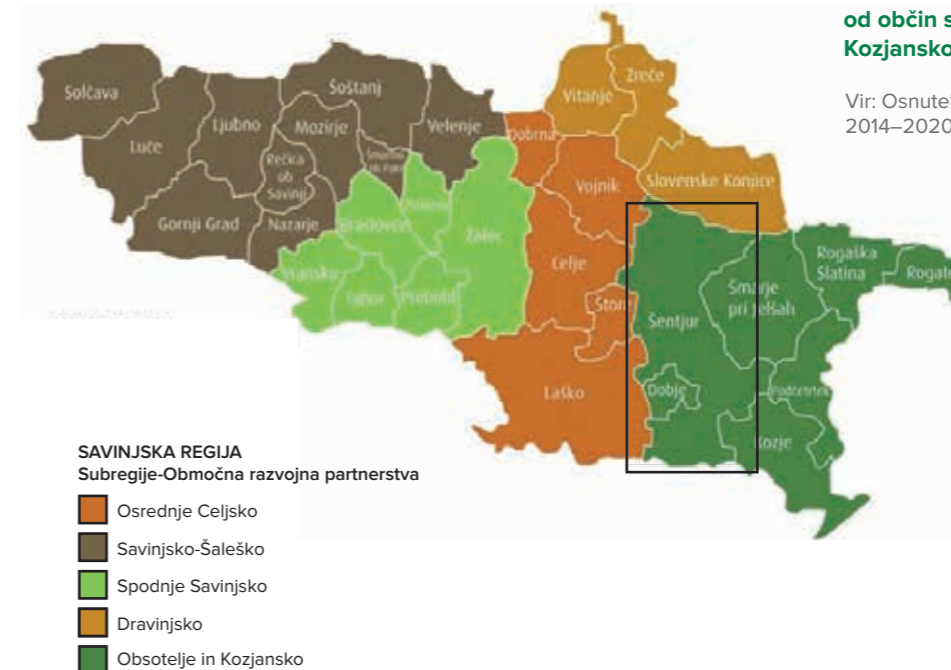 od občin s
Kozjansko
Vir: Osnute
2014–2020
Solčava
Luče
Ljubno
Rečica
ob
Savinji
Mozirje
Šoštanj
Velenje
Gornji Grad
Nazarje
Braslovče
Polzela
Žalec
Vransko
Tabor
Prebold
Dobrna
Vojnik
Celje
Štore
Laško
Vitanje
Zreče
Slovenske Konjice
Šentjur
Dobje
Šmarje
pri Jelšah
Rogaška
Slatina
Rogate
Podčetrtek
Kozje
SAVINJSKA REGIJA
Subregije-Območna razvojna partnerstva
Osrednje Celjsko
Savinjsko-Šaleško
Spodnje Savinjsko
Dravinjsko
Obsotelje in Kozjansko